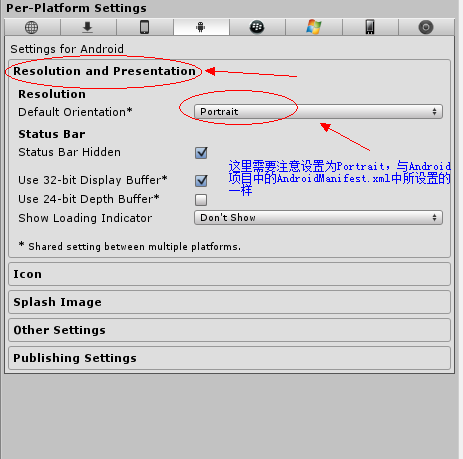 Per-Platform Settings
Settings for Android
Resolution and Presentation
Resolution
Default Orientation*
Portrait
Status Bar
Status Bar Hidden
这里需要注意设置为Portrait，与Android
项目中的AndroidManifest.xml中所设置的
一样
Use 32-bit Display Buffer*
Use 24-bit Depth Buffer*
Show Loading Indicator
Don't Show
* Shared setting between multiple platforms.
Icon
Splash Image
Other Settings
Publishing Settings